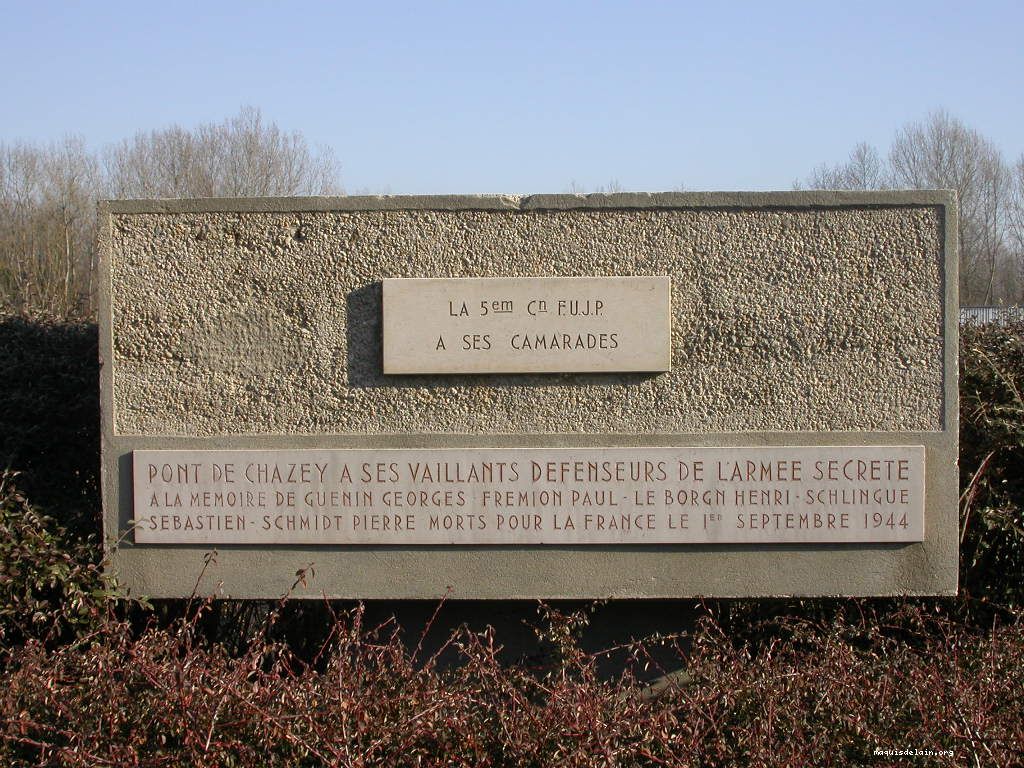 LA 5em Cn F.U.J.P.
A SES CAMARADES
PONT DE CHAZEY A SES VAILLANTS DEFENSEURS DE L'ARMEE SECRETE
A LA MEMOIRE DE GUENIN GEORGES - FREMION PAUL - LE BORGN HENRI - SCHLINGUE
SEBASTIEN - SCHMIDT PIERRE MORTS POUR LA FRANCE LE 1ER SEPTEMBRE 1944
maquisdelain.org